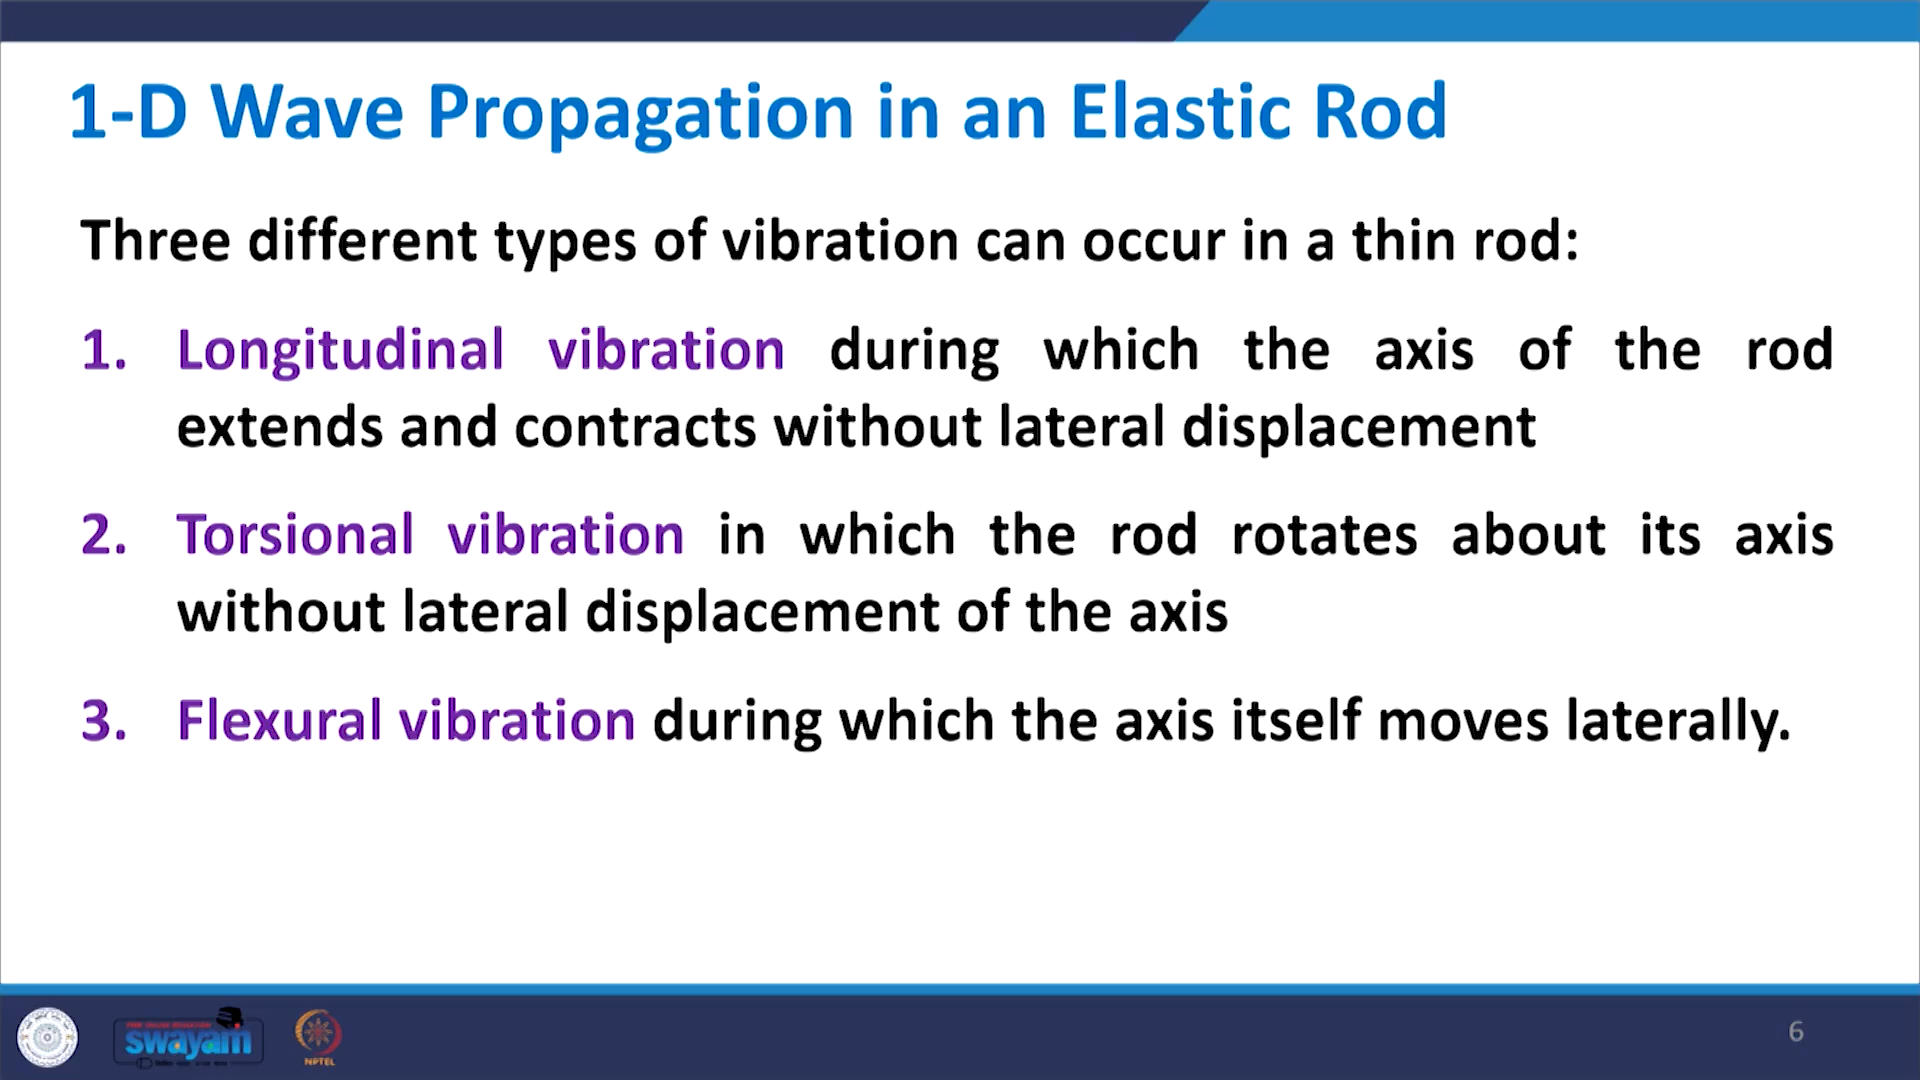 1-D Wave Propagation in an Elastic Rod
Three different types of vibration can occur in a thin rod:
1. Longitudinal vibration during which the axis of the rod
extends and contracts without lateral displacement
2. Torsional vibration in which the rod rotates about its axis
without lateral displacement of the axis
3. Flexural vibration during which the axis itself moves laterally.
FREE ONLINE EDUCATION
swayam
NPTEL
6